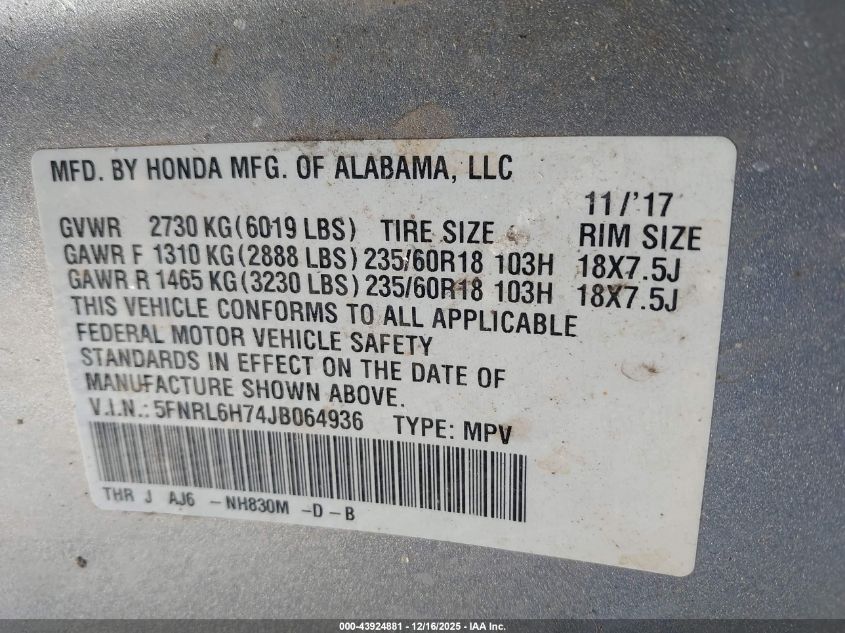 MFD. BY HONDA MFG. OF ALABAMA, LLC
11/'17
GVWR 2730 KG(6019 LBS) TIRE SIZE RIM SIZE
GAWR F 1310 KG(2888 LBS) 235/60R18 103H 18X7.5J
GAWR R 1465 KG(3230 LBS) 235/60R18 103H 18X7.5J
THIS VEHICLE CONFORMS TO ALL APPLICABLE
FEDERAL MOTOR VEHICLE SAFETY
STANDARDS IN EFFECT ON THE DATE OF
MANUFACTURE SHOWN ABOVE.
V.I.N.: 5FNRL6H74JB064936 TYPE: MPV
THR J AJ6 - NH830M - D - B
000-43924881 - 12/16/2025 - IAA Inc.